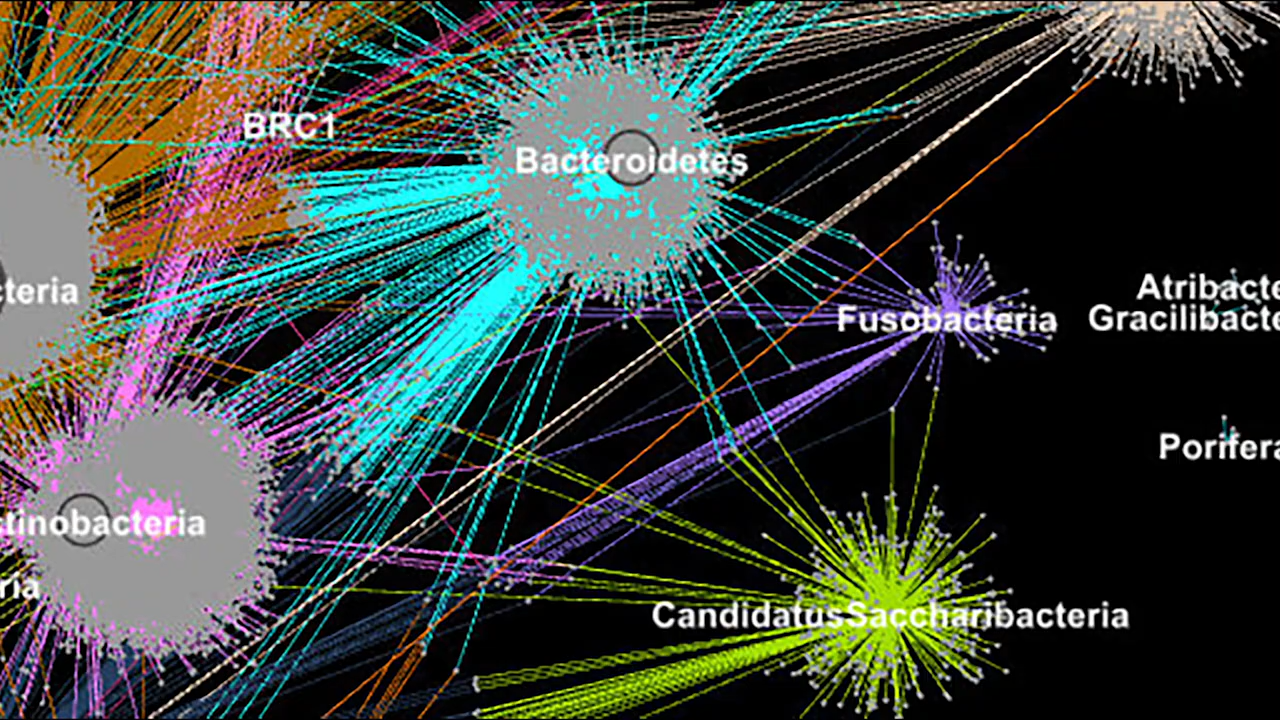 BRC1
Bacteroidetes
cteria
Atribacte
Fusobacteria
Gracilibacte
Porifera
tinobacteria
ria
CandidatusSaccharibacteria